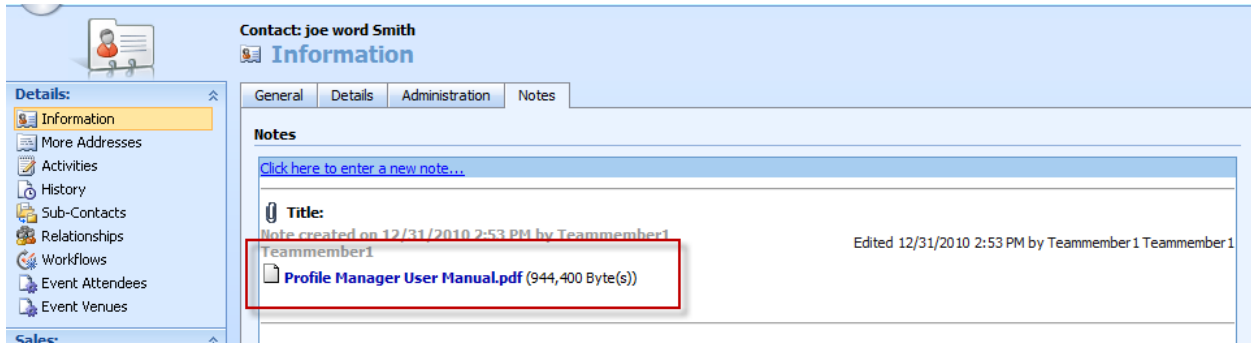 Contact: joe word Smith
Information
Details:
Information
More Addresses
Activities
History
Sub-Contacts
Relationships
Workflows
Event Attendees
Event Venues
Sales:
General Details Administration Notes
Notes
Click here to enter a new note...
Title:
Note created on 12/31/2010 2:53 PM by Teammember1
Teammember1
Edited 12/31/2010 2:53 PM by Teammember1 Teammember1
Profile Manager User Manual.pdf (944,400 Byte(s))